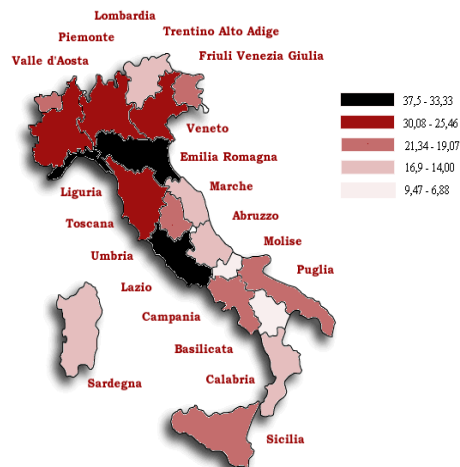 Lombardia
Trentino Alto Adige
Piemonte
Friuli Venezia Giulia
Valle d'Aosta
37,5 - 33,33
30,08 - 25,46
Veneto
21,34 - 19,07
Emilia Romagna
16,9 - 14,00
Marche
9,47 - 6,88
Liguria
Abruzzo
Toscana
Molise
Umbria
Puglia
Lazio
Campania
Basilicata
Calabria
Sardegna
Sicilia